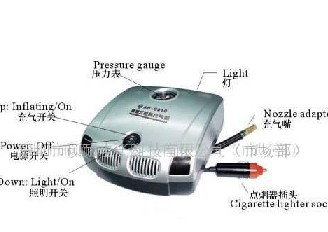 Pressure gauge
压力表
Light
灯
p: Inflating/On
充气开关
Nozzle adapte
充气嘴
Power: Off
电源开关
Down: Light/On
照明开关
点烟器插头
Cigarette lighter soc